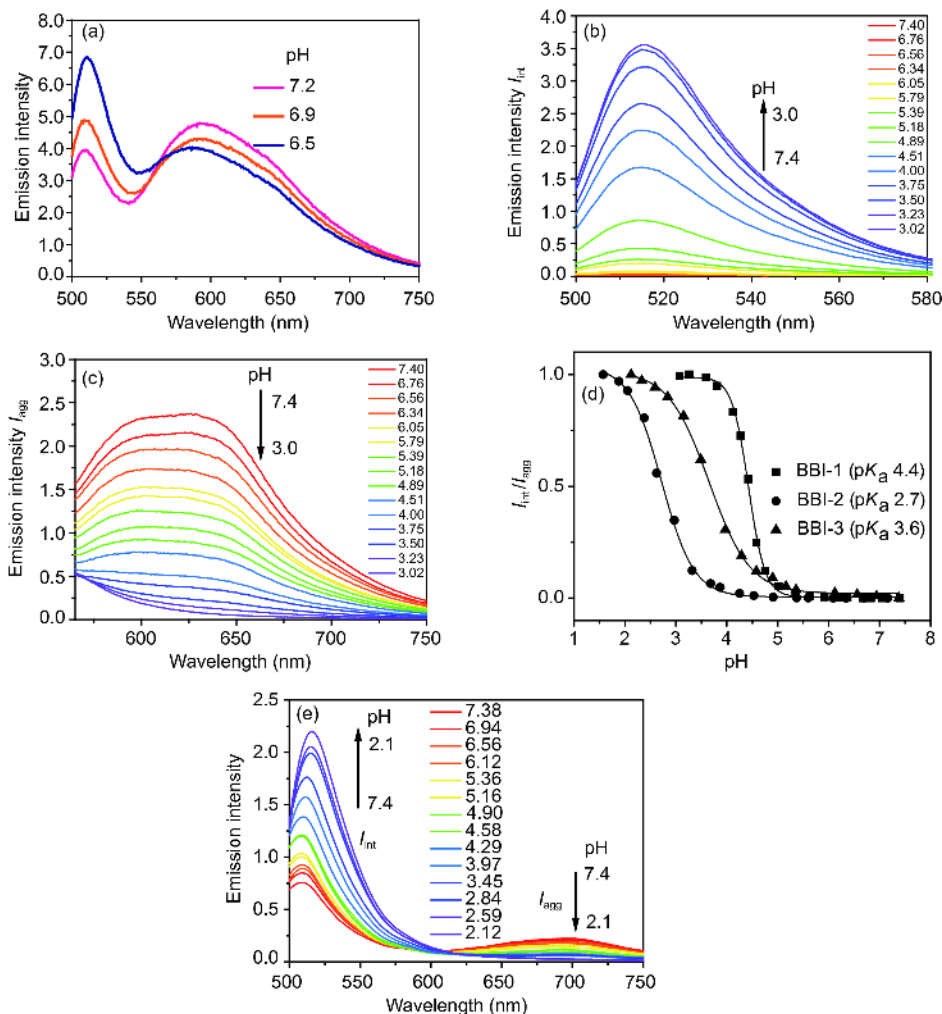 (a)
pH
7.2
6.9
6.5
8.0
7.0
6.0
5.0
4.0
3.0
2.0
1.0
0.0
Emission intensity
500 550 600 650 700 750
Wavelength (nm)
(b)
pH
3.0
7.4
7.40
6.76
6.56
6.34
6.05
5.79
5.39
5.18
4.89
4.51
4.00
3.75
3.50
3.23
3.02
4.0
3.5
3.0
2.5
2.0
1.5
1.0
0.5
0.0
Emission intensity Iint
500 520 540 560 580
Wavelength (nm)
(c)
pH
7.4
3.0
7.40
6.76
6.56
6.34
6.05
5.79
5.39
5.18
4.89
4.51
4.00
3.75
3.50
3.23
3.02
3.0
2.5
2.0
1.5
1.0
0.5
0.0
Emission intensity Iagg
600 650 700 750
Wavelength (nm)
(d)
BBI-1 (pKa 4.4)
BBI-2 (pKa 2.7)
BBI-3 (pKa 3.6)
1.0
0.5
0.0
Iint/Iagg
1 2 3 4 5 6 7 8
pH
(e)
pH
2.1
7.4
Iint
7.38
6.94
6.56
6.12
5.36
5.16
4.90
4.58
4.29
3.97
3.45
2.84
2.59
2.12
pH
7.4
Iagg
2.1
2.5
2.0
1.5
1.0
0.5
0.0
Emission intensity
500 550 600 650 700 750
Wavelength (nm)